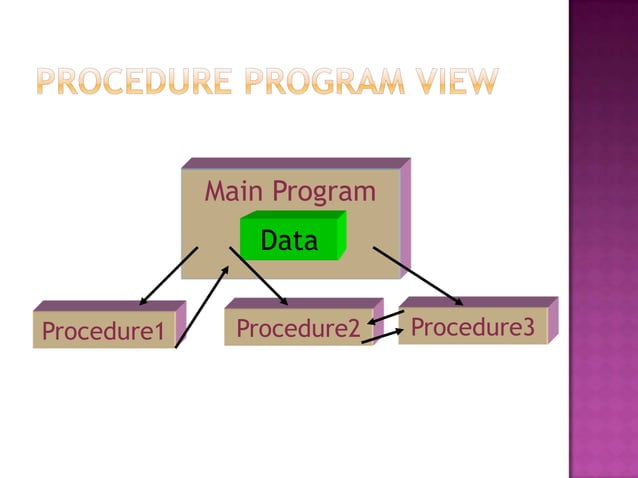 PROCEDURE PROGRAM VIEW
Main Program
Data
Procedure1
Procedure2
Procedure3